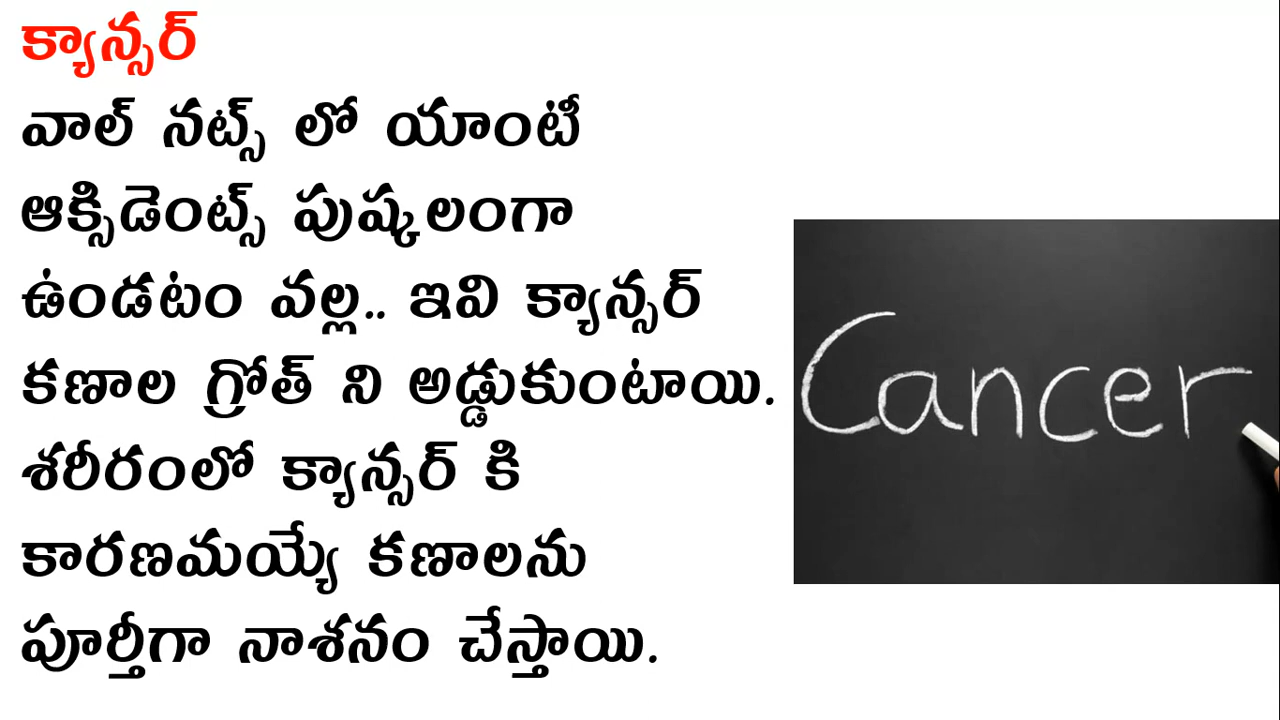 క్యాన్సర్
వాల్ నట్స్ లో యాంటీ
ఆక్సిడెంట్స్ పుష్కలంగా
ఉండటం వల్ల.. ఇవి క్యాన్సర్
కణాల గ్రోత్ ని అడ్డుకుంటాయి.
శరీరంలో క్యాన్సర్ కి
కారణమయ్యే కణాలను
పూర్తీగా నాశనం చేస్తాయి.
Cancer